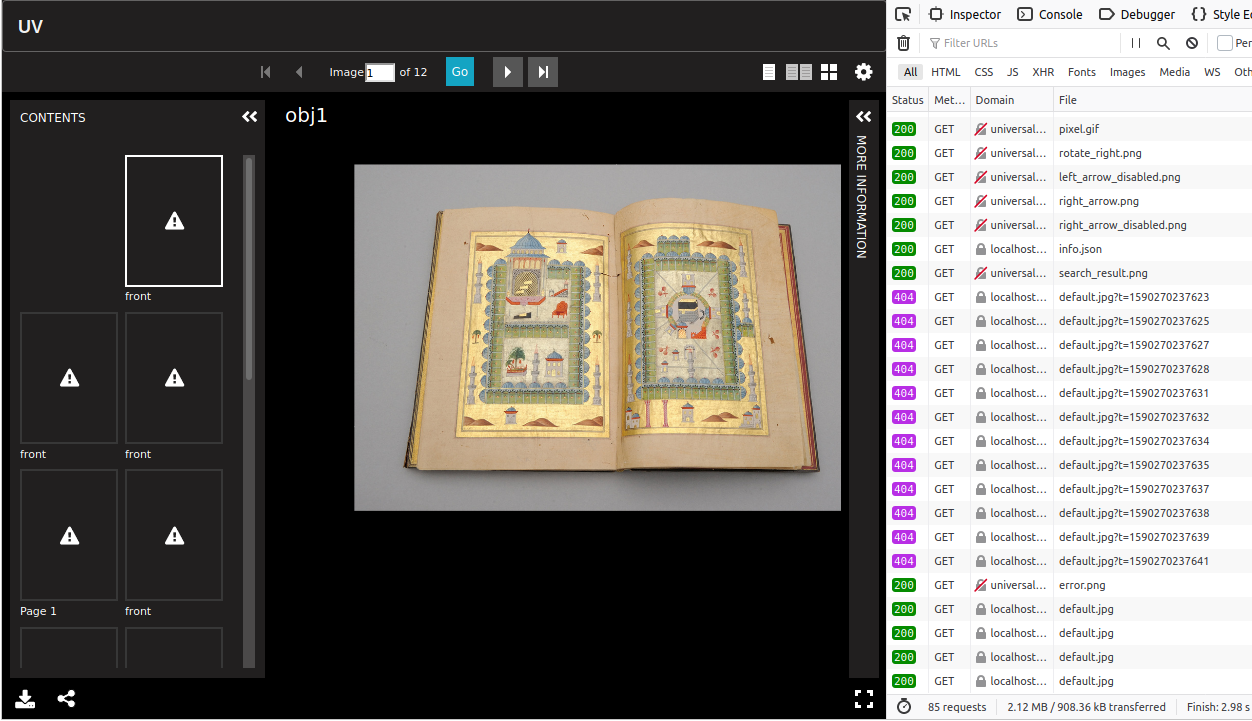 UV
Image 1 of 12 Go
CONTENTS
front
front front
Page 1 front
obj1
MORE INFORMATION
Inspector Console Debugger {} Style E
Filter URLs Per
All HTML CSS JS XHR Fonts Images Media WS Oth
Status Met... Domain File
200 GET universal... pixel.gif
200 GET universal... rotate_right.png
200 GET universal... left_arrow_disabled.png
200 GET universal... right_arrow.png
200 GET universal... right_arrow_disabled.png
200 GET localhost... info.json
200 GET universal... search_result.png
404 GET localhost... default.jpg?t=1590270237623
404 GET localhost... default.jpg?t=1590270237625
404 GET localhost... default.jpg?t=1590270237627
404 GET localhost... default.jpg?t=1590270237628
404 GET localhost... default.jpg?t=1590270237631
404 GET localhost... default.jpg?t=1590270237632
404 GET localhost... default.jpg?t=1590270237634
404 GET localhost... default.jpg?t=1590270237635
404 GET localhost... default.jpg?t=1590270237637
404 GET localhost... default.jpg?t=1590270237638
404 GET localhost... default.jpg?t=1590270237639
404 GET localhost... default.jpg?t=1590270237641
200 GET universal... error.png
200 GET localhost... default.jpg
200 GET localhost... default.jpg
200 GET localhost... default.jpg
200 GET localhost... default.jpg
85 requests 2.12 MB / 908.36 kB transferred Finish: 2.98 s